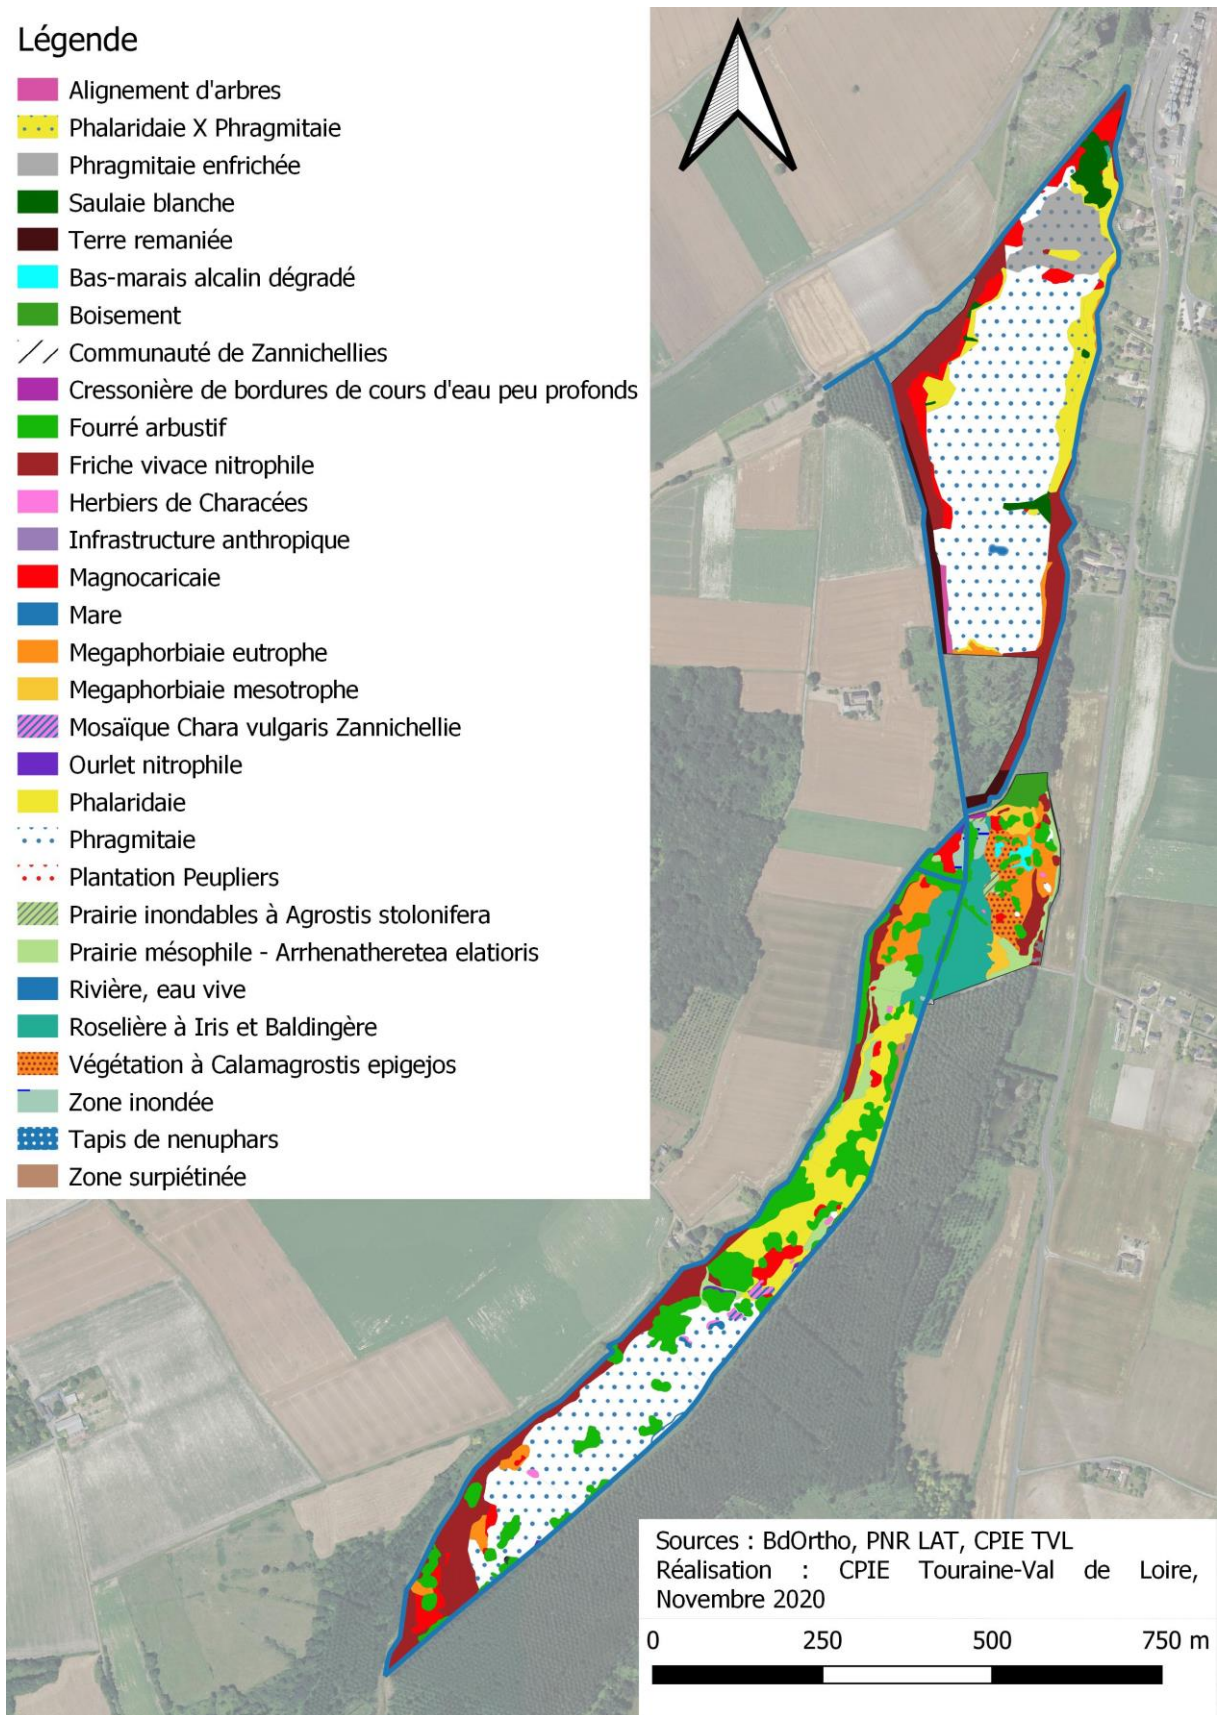 Légende
Alignement d'arbres
Phalaridaie X Phragmitaie
Phragmitaie enfrichée
Saulaie blanche
Terre remaniée
Bas-marais alcalin dégradé
Boisement
Communauté de Zannichellies
Cressonière de bordures de cours d'eau peu profonds
Fourré arbustif
Friche vivace nitrophile
Herbiers de Characées
Infrastructure anthropique
Magnocaricaie
Mare
Megaphorbiaie eutrophe
Megaphorbiaie mesotrophe
Mosaïque Chara vulgaris Zannichellie
Ourlet nitrophile
Phalaridaie
Phragmitaie
Plantation Peupliers
Prairie inondables à Agrostis stolonifera
Prairie mésophile - Arrhenatheretea elatioris
Rivière, eau vive
Roselière à Iris et Baldingère
Végétation à Calamagrostis epigejos
Zone inondée
Tapis de nenuphars
Zone surpiétinée
Sources : BdOrtho, PNR LAT, CPIE TVL
Réalisation : CPIE Touraine-Val de Loire,
Novembre 2020
0 250 500 750 m